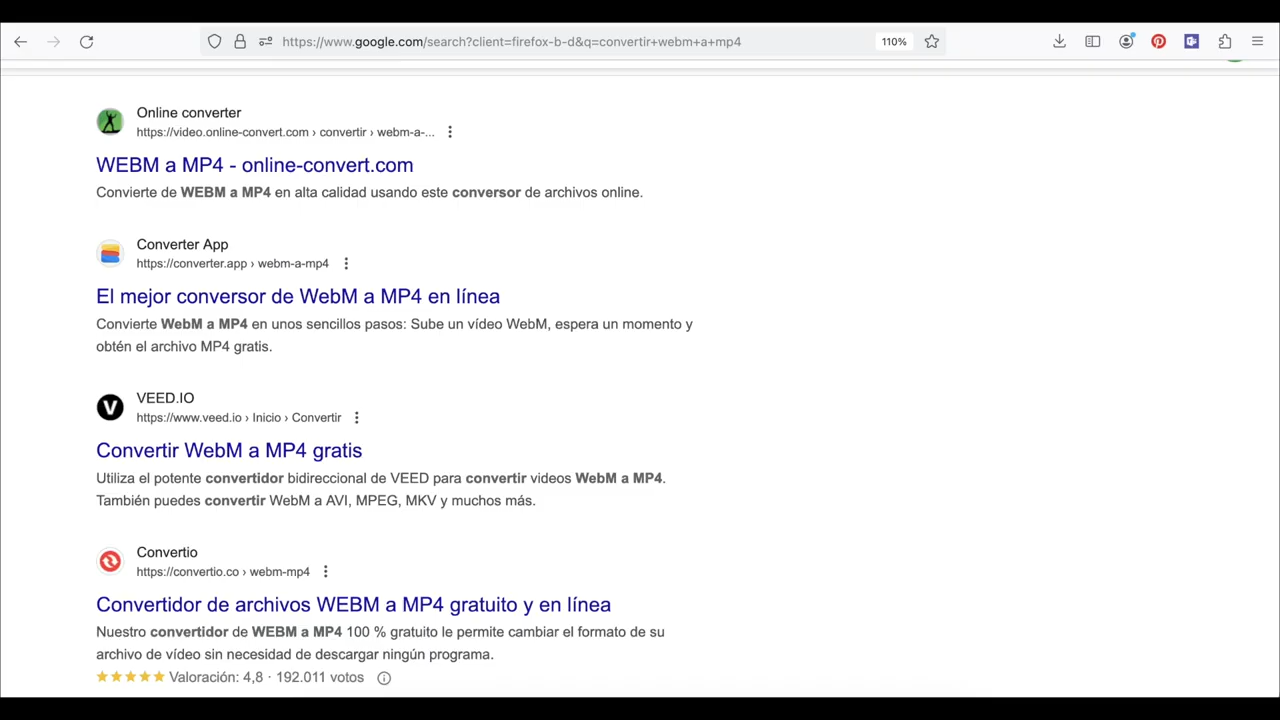 https://www.google.com/search?client=firefox-b-d&q=convertir+webm+a+mp4
110%
Online converter
https://video.online-convert.com › convertir › webm-a-...
WEBM a MP4 - online-convert.com
Convierte de WEBM a MP4 en alta calidad usando este conversor de archivos online.
Converter App
https://converter.app › webm-a-mp4
El mejor conversor de WebM a MP4 en línea
Convierte WebM a MP4 en unos sencillos pasos: Sube un vídeo WebM, espera un momento y
obtén el archivo MP4 gratis.
VEED.IO
https://www.veed.io › Inicio › Convertir
Convertir WebM a MP4 gratis
Utiliza el potente convertidor bidireccional de VEED para convertir videos WebM a MP4.
También puedes convertir WebM a AVI, MPEG, MKV y muchos más.
Convertio
https://convertio.co › webm-mp4
Convertidor de archivos WEBM a MP4 gratuito y en línea
Nuestro convertidor de WEBM a MP4 100 % gratuito le permite cambiar el formato de su
archivo de vídeo sin necesidad de descargar ningún programa.
Valoración: 4,8 · 192.011 votos